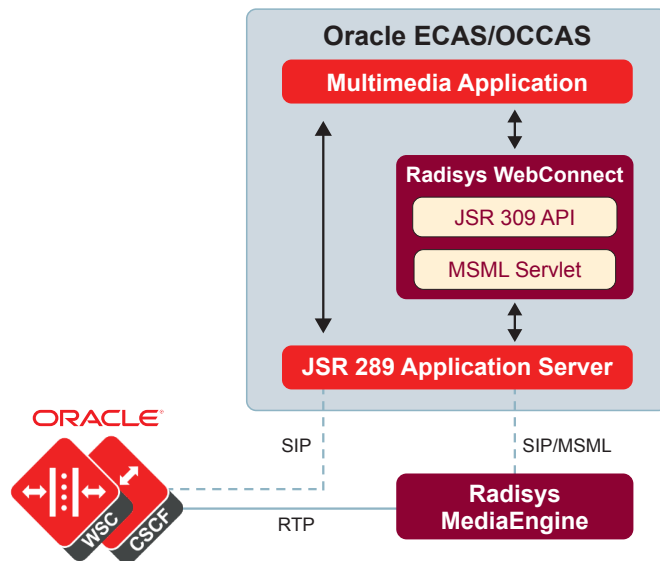 Oracle ECAS/OCCAS
Multimedia Application
Radisys WebConnect
JSR 309 API
MSML Servlet
JSR 289 Application Server
ORACLE®
SIP
SIP/MSML
WSC
CSCF
RTP
Radisys
MediaEngine